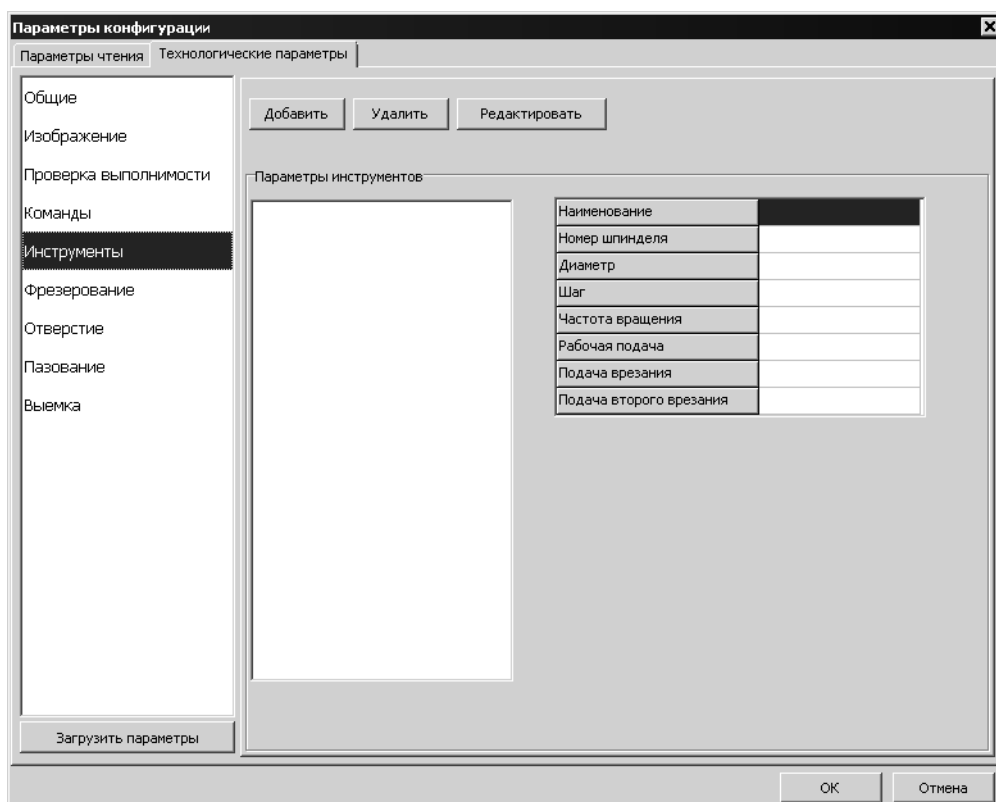 Параметры конфигурации
Параметры чтения Технологические параметры
Общие
Изображение
Проверка выполнимости
Команды
Инструменты
Фрезерование
Отверстие
Пазование
Выемка
Загрузить параметры
Добавить Удалить Редактировать
Параметры инструментов
Наименование
Номер шпинделя
Диаметр
Шаг
Частота вращения
Рабочая подача
Подача врезания
Подача второго врезания
OK Отмена